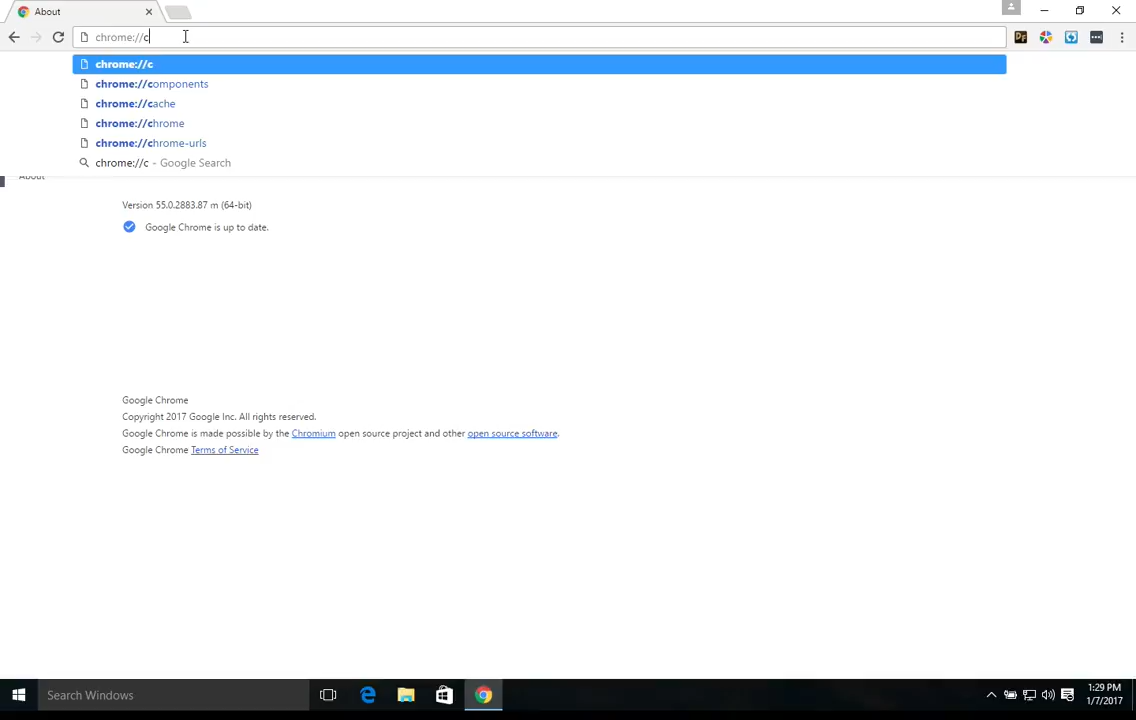 About
chrome://c
DF
chrome://c
chrome://components
chrome://cache
chrome://chrome
chrome://chrome-urls
chrome://c - Google Search
About
Version 55.0.2883.87 m (64-bit)
Google Chrome is up to date.
Google Chrome
Copyright 2017 Google Inc. All rights reserved.
Google Chrome is made possible by the Chromium open source project and other open source software.
Google Chrome Terms of Service
Search Windows
1:29 PM
1/7/2017